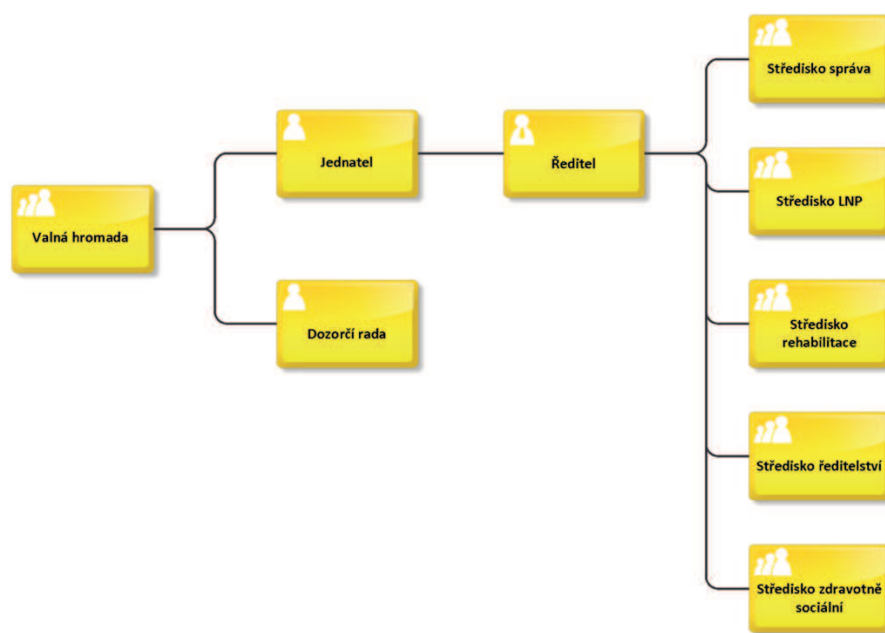 Středisko správa
Jednatel
Ředitel
Středisko LNP
Valná hromada
Středisko
rehabilitace
Dozorčí rada
Středisko ředitelství
Středisko zdravotně
sociální